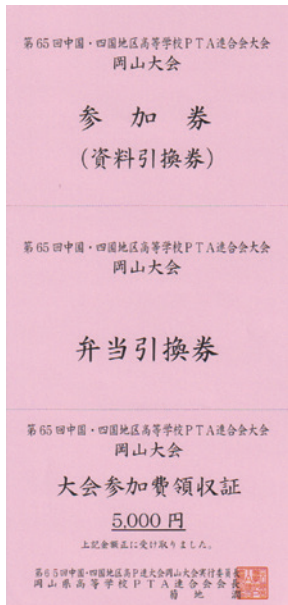 第65回中国・四国地区高等学校PTA連合会大会
岡山大会
参加券
(資料引換券)
第65回中国・四国地区高等学校PTA連合会大会
岡山大会
弁当引換券
第65回中国・四国地区高等学校PTA連合会大会
岡山大会
大会参加費領収証
5,000 円
上記金額正に受け取りました。
第65回中国・四国地区高P連大会岡山大会実行委員長
岡山県高等学校PTA連合会会長
菊地